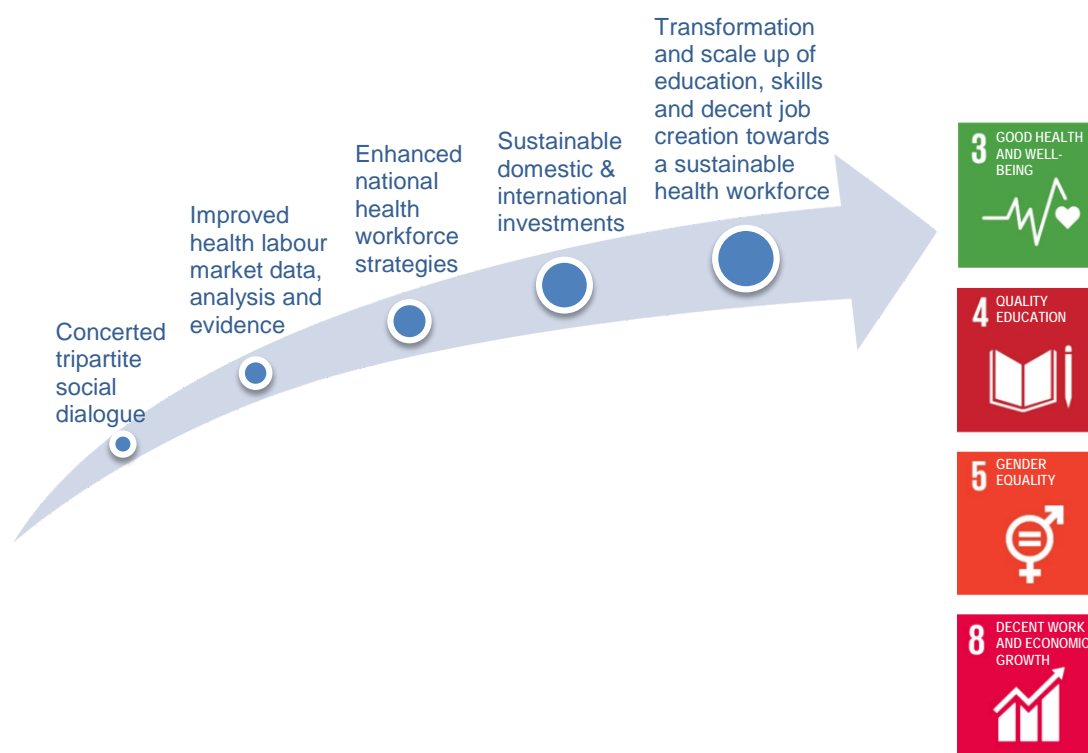 Concerted
tripartite
social
dialogue
Improved
health labour
market data,
analysis and
evidence
Enhanced
national
health
workforce
strategies
Sustainable
domestic &
international
investments
Transformation
and scale up of
education, skills
and decent job
creation towards
a sustainable
health workforce
3 GOOD HEALTH
AND WELL-
BEING
4 QUALITY
EDUCATION
5 GENDER
EQUALITY
8 DECENT WORK
AND ECONOMIC
GROWTH